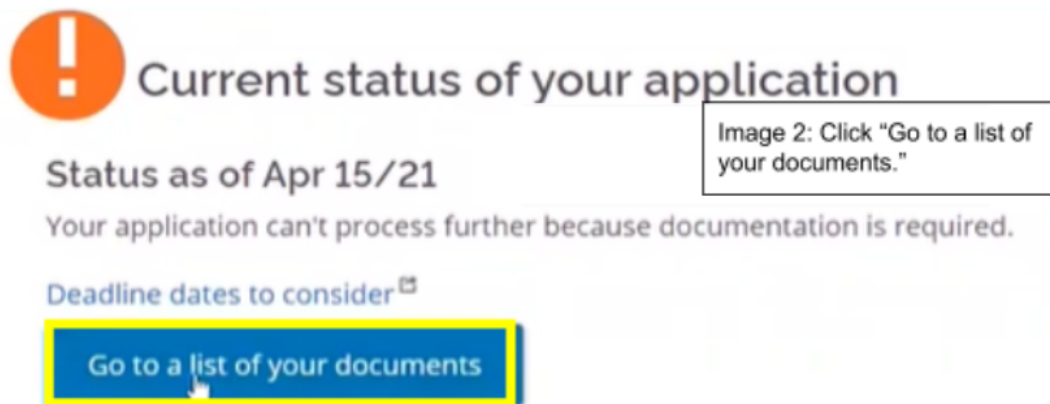 Current status of your application
Image 2: Click “Go to a list of
your documents.”
Status as of Apr 15/21
Your application can't process further because documentation is required.
Deadline dates to consider
Go to a list of your documents